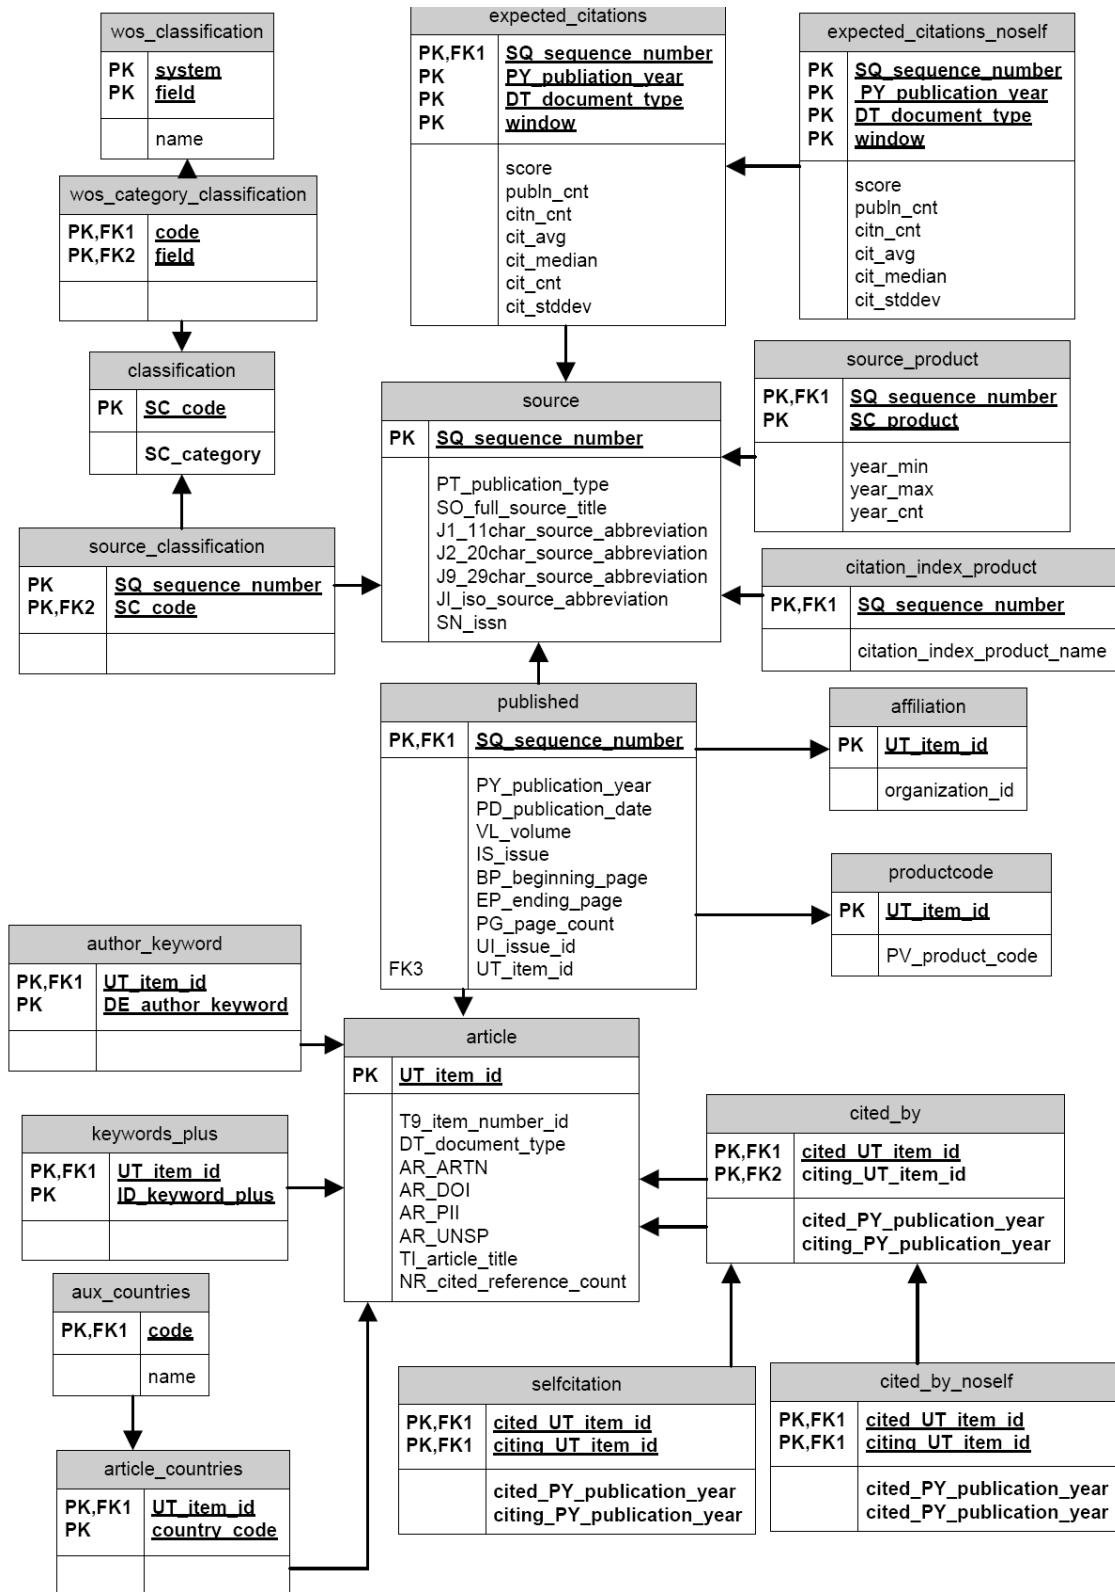 wos_classification
PK system
PK field
name
wos_category_classification
PK,FK1 code
PK,FK2 field
classification
PK SC_code
SC_category
source_classification
PK SQ_sequence_number
PK,FK2 SC_code
expected_citations
PK,FK1 SQ_sequence_number
PK PY_publiation_year
PK DT_document_type
PK window
score
publn_cnt
citn_cnt
cit_avg
cit_median
cit_cnt
cit_stddev
expected_citations_noself
PK SQ_sequence_number
PK PY_publication_year
PK DT_document_type
PK window
score
publn_cnt
citn_cnt
cit_avg
cit_median
cit_stddev
source
PK SQ_sequence_number
PT_publication_type
SO_full_source_title
J1_11char_source_abbreviation
J2_20char_source_abbreviation
J9_29char_source_abbreviation
JI_iso_source_abbreviation
SN_issn
source_product
PK,FK1 SQ_sequence_number
PK SC_product
year_min
year_max
year_cnt
citation_index_product
PK,FK1 SQ_sequence_number
citation_index_product_name
published
PK,FK1 SQ_sequence_number
PY_publication_year
PD_publication_date
VL_volume
IS_issue
BP_beginning_page
EP_ending_page
PG_page_count
UI_issue_id
FK3 UT_item_id
affiliation
PK UT_item_id
organization_id
productcode
PK UT_item_id
PV_product_code
author_keyword
PK,FK1 UT_item_id
PK DE_author_keyword
keywords_plus
PK,FK1 UT_item_id
PK ID_keyword_plus
article
PK UT_item_id
T9_item_number_id
DT_document_type
AR_ARTN
AR_DOI
AR_PII
AR_UNSP
TI_article_title
NR_cited_reference_count
cited_by
PK,FK1 cited_UT_item_id
PK,FK2 citing_UT_item_id
cited_PY_publication_year
citing_PY_publication_year
aux_countries
PK,FK1 code
name
article_countries
PK,FK1 UT_item_id
PK country_code
selfcitation
PK,FK1 cited_UT_item_id
PK,FK1 citing_UT_item_id
cited_PY_publication_year
citing_PY_publication_year
cited_by_noself
PK,FK1 cited_UT_item_id
PK,FK1 citing_UT_item_id
cited_PY_publication_year
cited_PY_publication_year